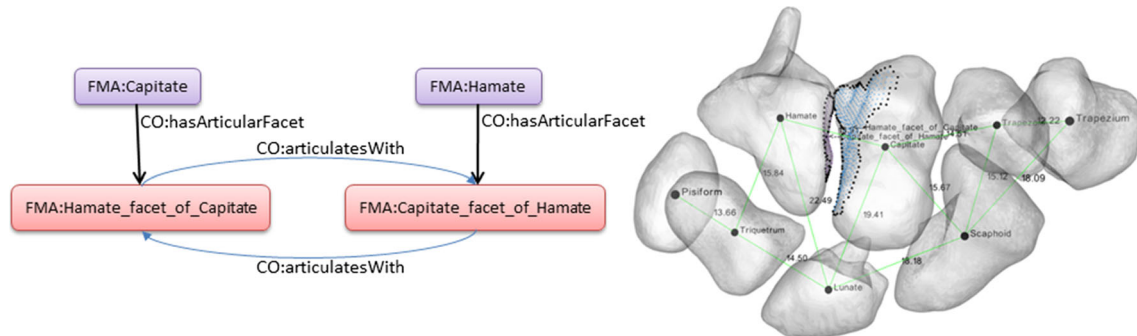 FMA:Capitate
FMA:Hamate
CO:hasArticularFacet
CO:hasArticularFacet
CO:articulatesWith
FMA:Hamate_facet_of_Capitate
FMA:Capitate_facet_of_Hamate
CO:articulatesWith
Hamate
Hamate_facet_of_Capitate
facet_of_Hamate
Capitate
12.22
Trapezium
15.84
15.67
15.12
18.09
Pisiform
13.66
22.49
19.41
Triquetrum
Scaphoid
14.50
18.18
Lunate